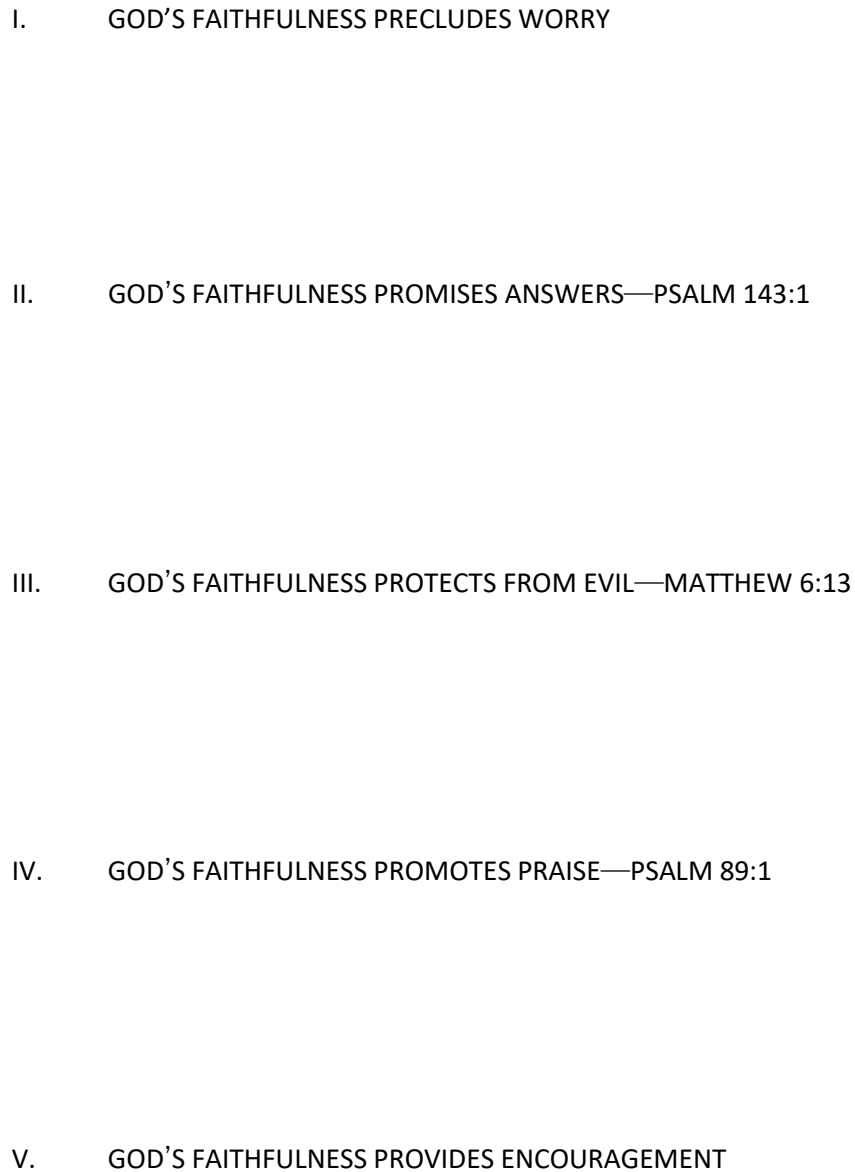 I. GOD’S FAITHFULNESS PRECLUDES WORRY
II. GOD’S FAITHFULNESS PROMISES ANSWERS—PSALM 143:1
III. GOD’S FAITHFULNESS PROTECTS FROM EVIL—MATTHEW 6:13
IV. GOD’S FAITHFULNESS PROMOTES PRAISE—PSALM 89:1
V. GOD’S FAITHFULNESS PROVIDES ENCOURAGEMENT